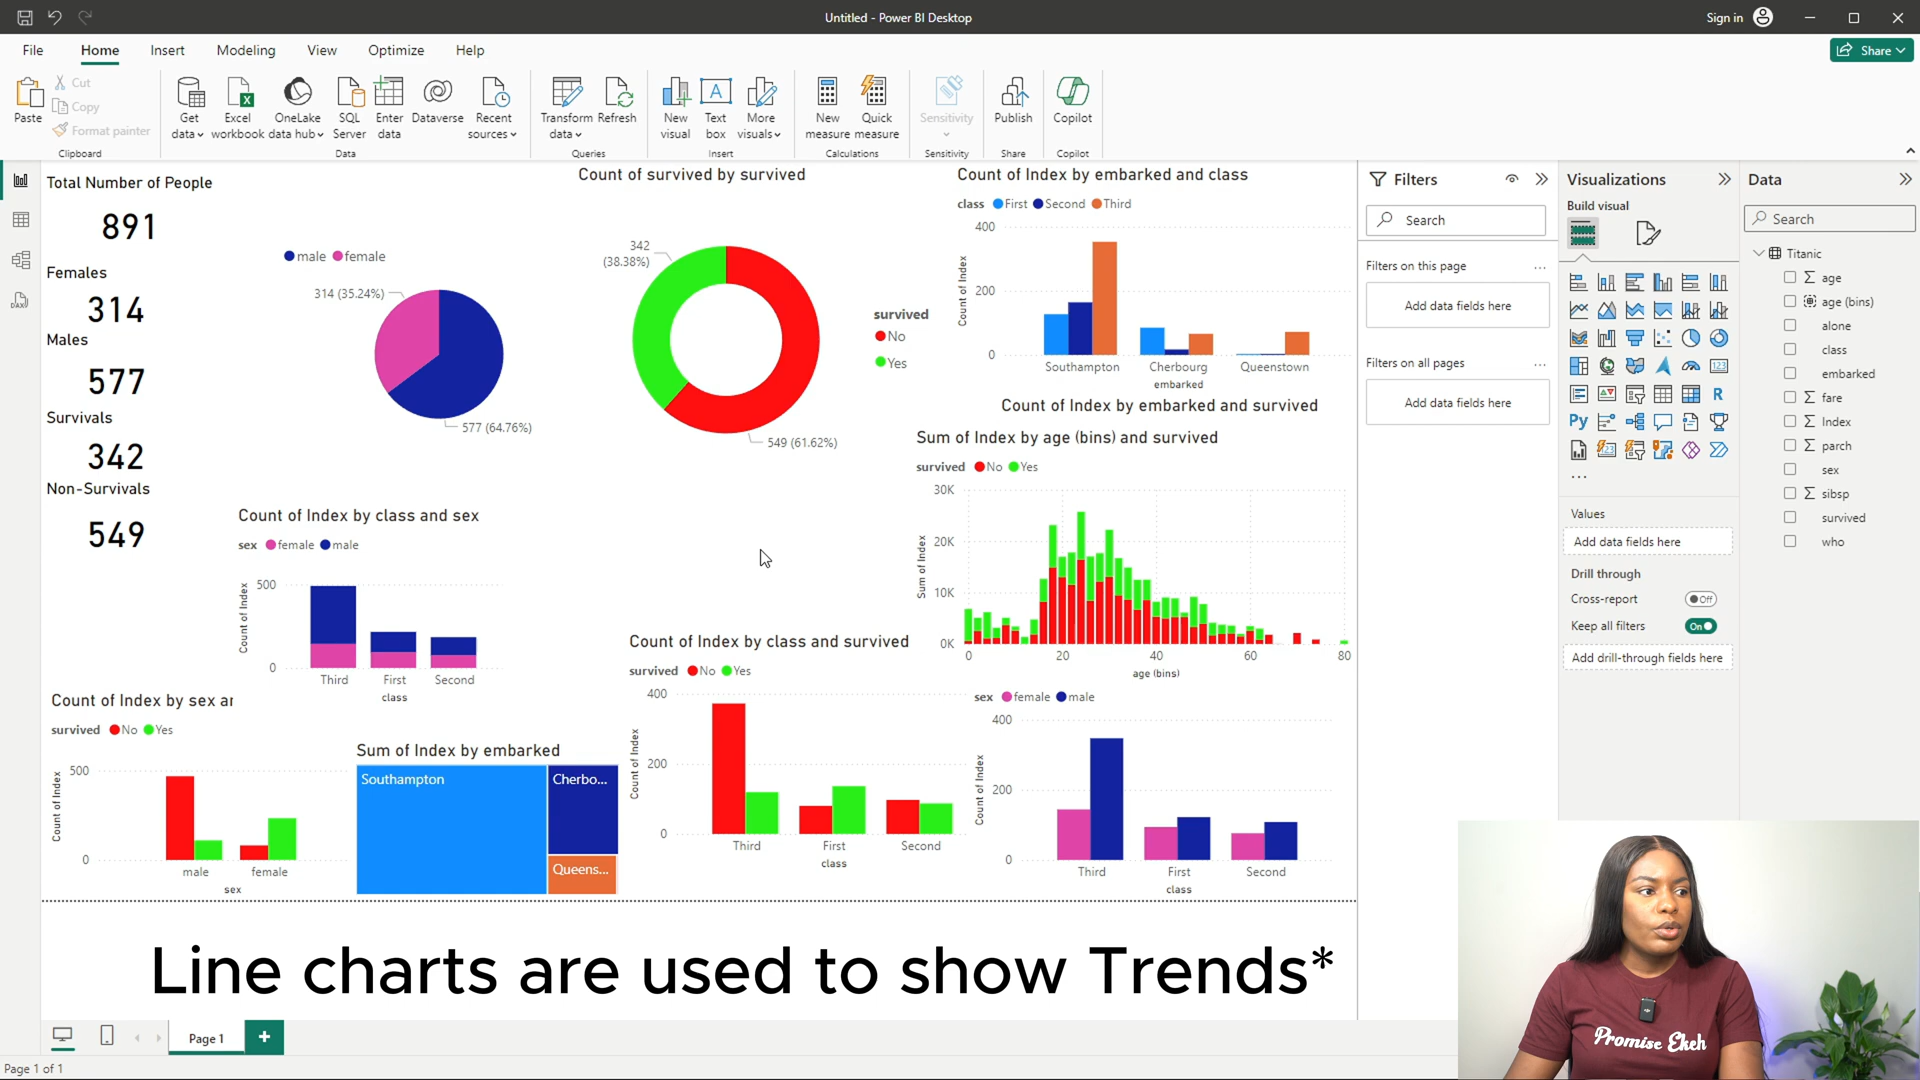 Untitled - Power BI Desktop
Sign in
File
Home
Insert
Modeling
View
Optimize
Help
Share
Paste
Cut
Copy
Format painter
Clipboard
Get data
Excel workbook
OneLake data hub
SQL Server
Enter data
Dataverse
Recent sources
Data
Transform data
Refresh
Queries
New visual
Text box
More visuals
Insert
New measure
Quick measure
Calculations
Sensitivity
Sensitivity
Publish
Share
Copilot
Copilot
Total Number of People
891
Females
314
Males
577
Survivals
342
Non-Survivals
549
male female
314 (35.24%)
577 (64.76%)
Count of survived by survived
342
(38.38%)
549 (61.62%)
survived
No
Yes
Count of Index by embarked and class
class First Second Third
Count of Index
400
200
0
Southampton
Cherbourg
Queenstown
embarked
Count of Index by embarked and survived
Sum of Index by age (bins) and survived
survived No Yes
Sum of Index
30K
20K
10K
0K
0
20
40
60
80
age (bins)
Count of Index by class and sex
sex female male
Count of Index
500
0
Third
First
Second
class
Count of Index by sex ar
survived No Yes
Count of Index
500
0
male
female
sex
Sum of Index by embarked
Southampton
Cherbo...
Queens...
Count of Index by class and survived
survived No Yes
Count of Index
400
200
0
Third
First
Second
class
sex female male
Count of Index
400
200
0
Third
First
Second
class
Line charts are used to show Trends*
Page 1
Page 1 of 1
Filters
Search
Filters on this page
...
Add data fields here
Filters on all pages
...
Add data fields here
Visualizations
Build visual
123
R
Py
123
...
Values
Add data fields here
Drill through
Cross-report
Off
Keep all filters
On
Add drill-through fields here
Data
Search
Titanic
age
age (bins)
alone
class
embarked
fare
Index
parch
sex
sibsp
survived
who
Promise Ekeh